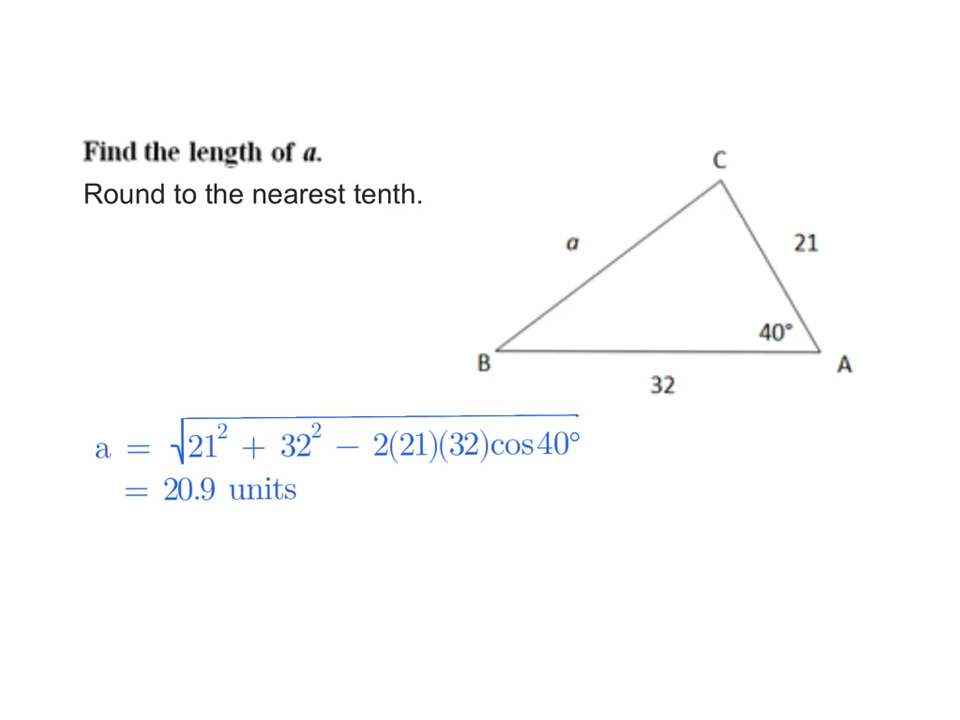 Find the length of a.
Round to the nearest tenth.
C
a
21
40°
B
A
32
a = √21² + 32² − 2(21)(32)cos40°
= 20.9 units